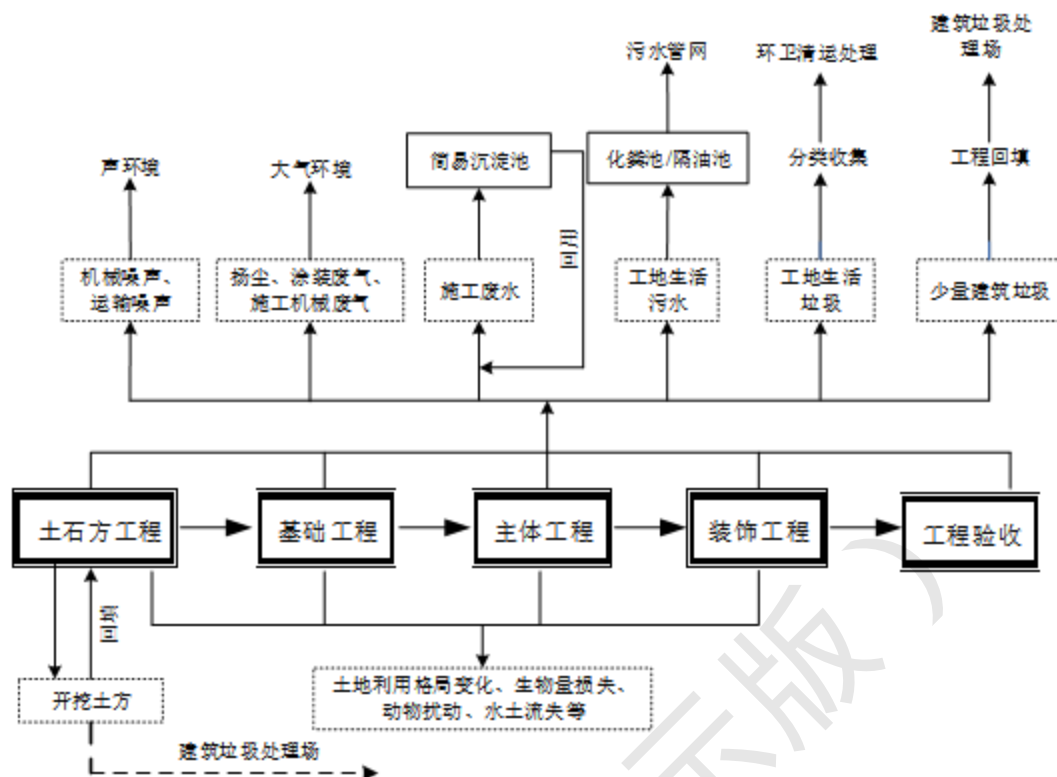 建筑垃圾处
理场
污水管网
环卫清运处理
声环境
大气环境
简易沉淀池
化粪池/隔油池
分类收集
工程回填
回用
机械噪声、
运输噪声
扬尘、涂装废气、
施工机械废气
施工废水
工地生活
污水
工地生活
垃圾
少量建筑垃圾
土石方工程
基础工程
主体工程
装饰工程
工程验收
回填
开挖土方
土地利用格局变化、生物量损失、
动物扰动、水土流失等
建筑垃圾处理场
示版）